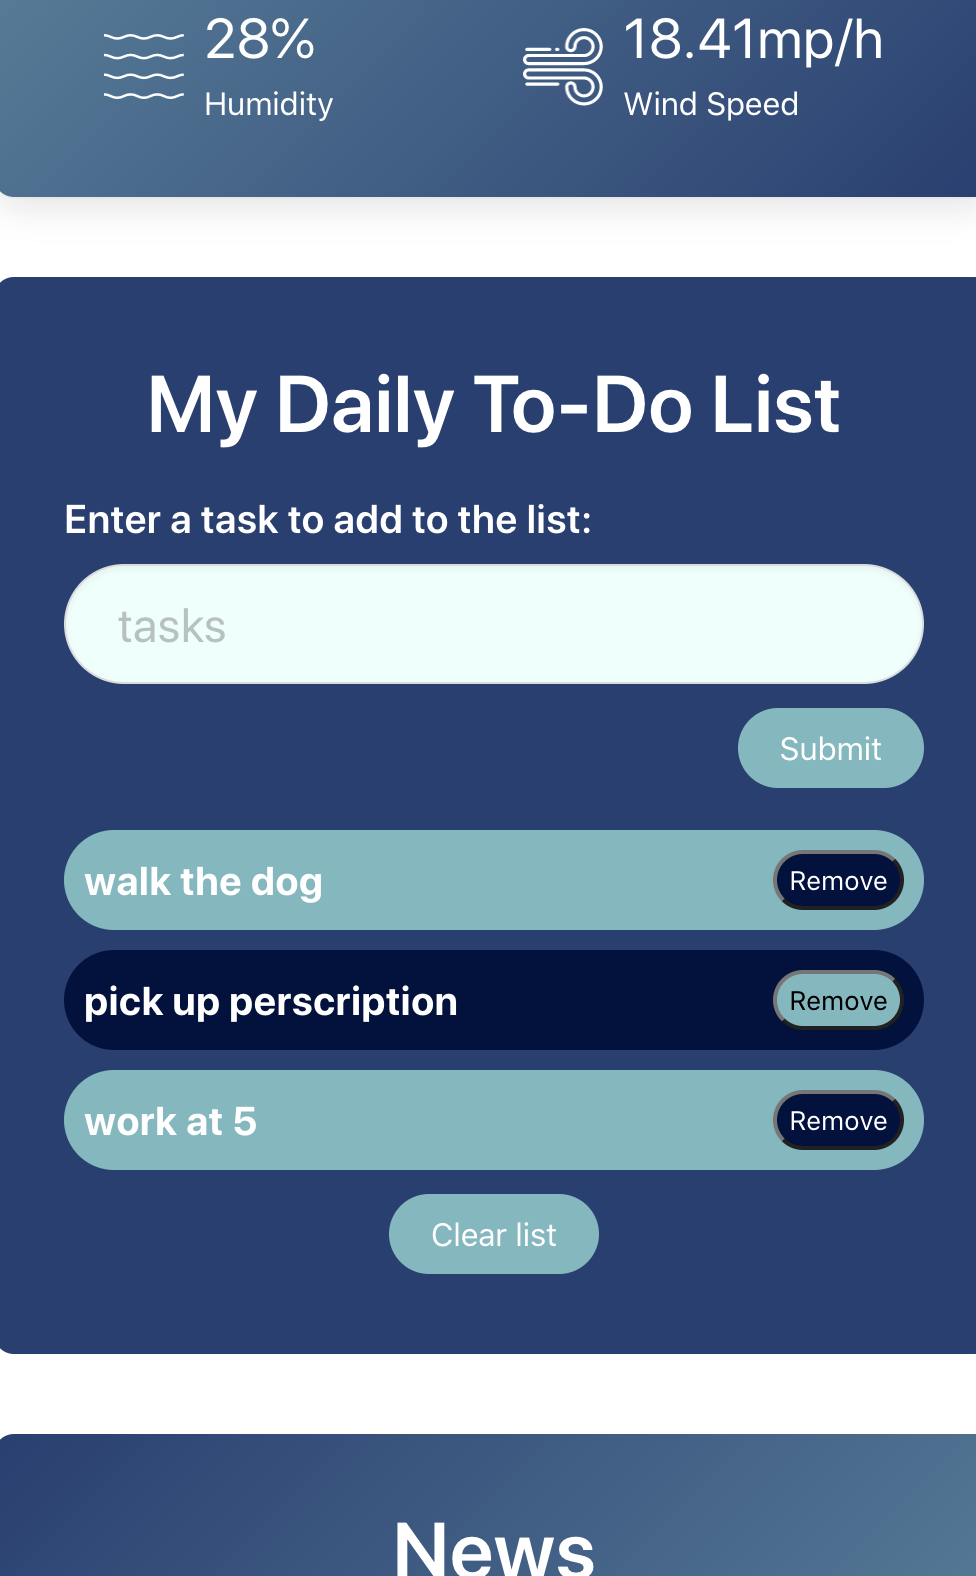 28%
Humidity
18.41mp/h
Wind Speed
My Daily To-Do List
Enter a task to add to the list:
tasks
Submit
walk the dog
Remove
pick up perscription
Remove
work at 5
Remove
Clear list
News